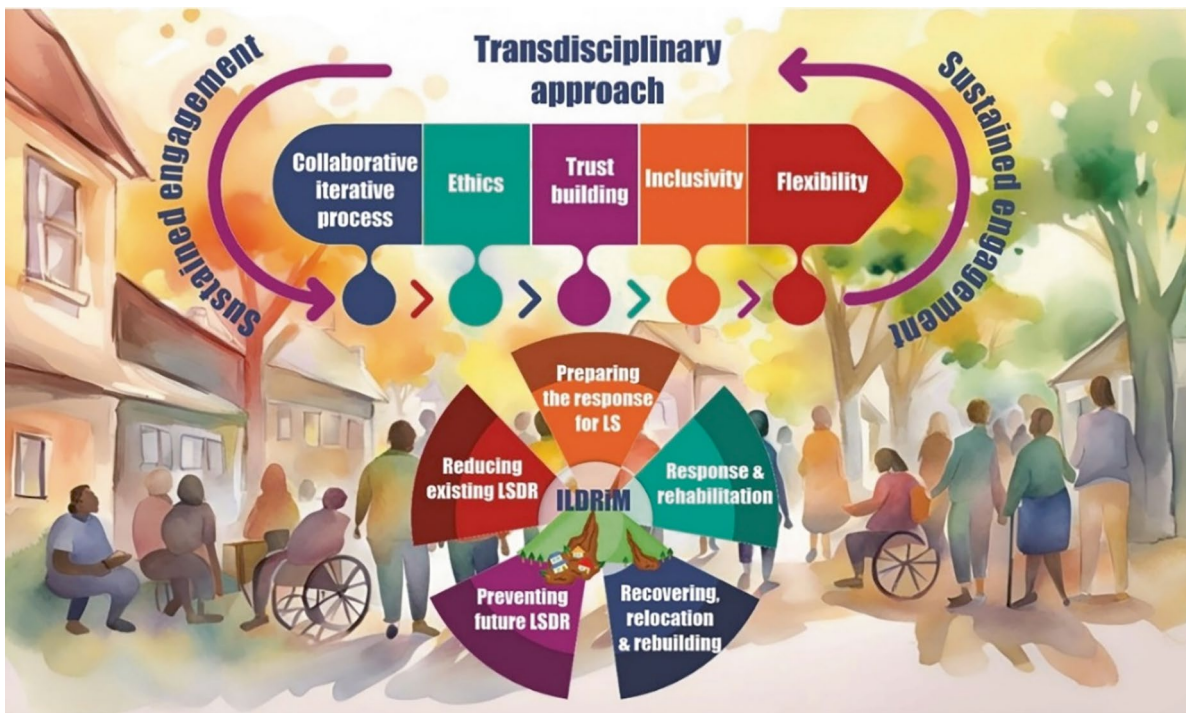 Transdisciplinary
approach
Sustained engagement
Sustained engagement
Collaborative
iterative
process
Ethics
Trust
building
Inclusivity
Flexibility
Preparing
the response
for LS
Reducing
existing LSDR
Response &
rehabilitation
ILDRiM
Preventing
future LSDR
Recovering,
relocation
& rebuilding